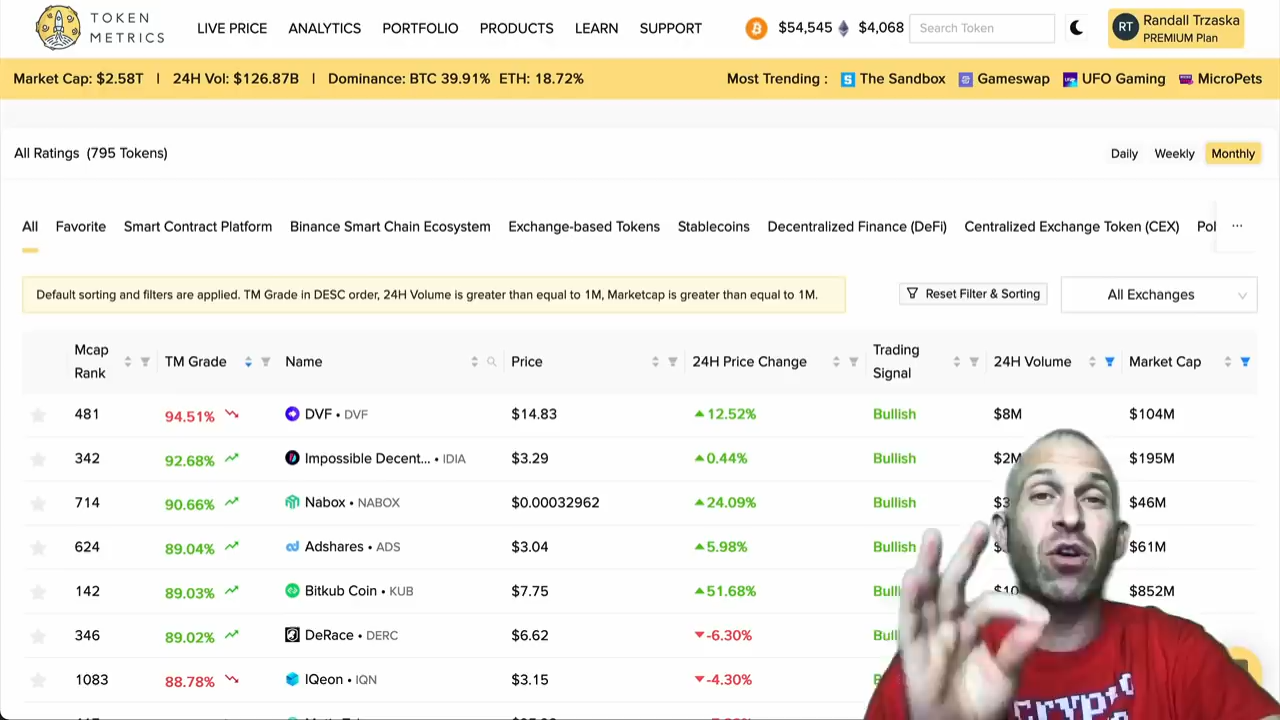 TOKEN METRICS
LIVE PRICE ANALYTICS PORTFOLIO PRODUCTS LEARN SUPPORT $54,545 $4,068 Search Token RT Randall Trzaska PREMIUM Plan
Market Cap: $2.58T | 24H Vol: $126.87B | Dominance: BTC 39.91% ETH: 18.72% Most Trending : The Sandbox Gameswap UFO Gaming MicroPets
All Ratings (795 Tokens) Daily Weekly Monthly
All Favorite Smart Contract Platform Binance Smart Chain Ecosystem Exchange-based Tokens Stablecoins Decentralized Finance (DeFi) Centralized Exchange Token (CEX) Pol ...
Default sorting and filters are applied. TM Grade in DESC order, 24H Volume is greater than equal to 1M, Marketcap is greater than equal to 1M. Reset Filter & Sorting All Exchanges
Mcap Rank TM Grade Name Price 24H Price Change Trading Signal 24H Volume Market Cap
481 94.51% DVF • DVF $14.83 12.52% Bullish $8M $104M
342 92.68% Impossible Decent... • IDIA $3.29 0.44% Bullish $2M $195M
714 90.66% Nabox • NABOX $0.00032962 24.09% Bullish $3 $46M
624 89.04% Adshares • ADS $3.04 5.98% Bullish $61M
142 89.03% Bitkub Coin • KUB $7.75 51.68% Bulli $10 $852M
346 89.02% DeRace • DERC $6.62 -6.30% Bull
1083 88.78% IQeon • IQN $3.15 -4.30% Bull
Crypto